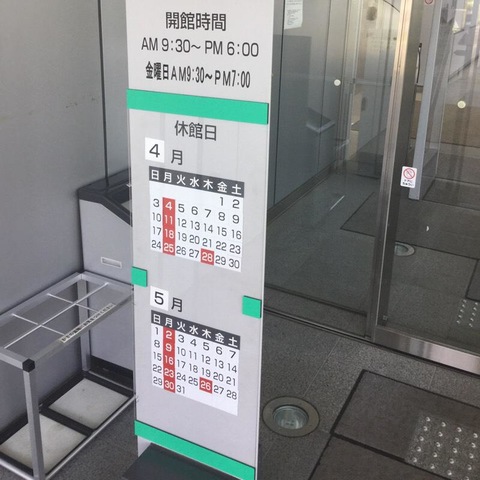 開館時間
AM 9:30～ PM 6:00
金曜日AM9:30～PM7:00
休館日
4 月
日 月 火 水 木 金 土
1 2
3 4 5 6 7 8 9
10 11 12 13 14 15 16
17 18 19 20 21 22 23
24 25 26 27 28 29 30
5 月
日 月 火 水 木 金 土
1 2 3 4 5 6 7
8 9 10 11 12 13 14
15 16 17 18 19 20 21
22 23 24 25 26 27 28
29 30 31